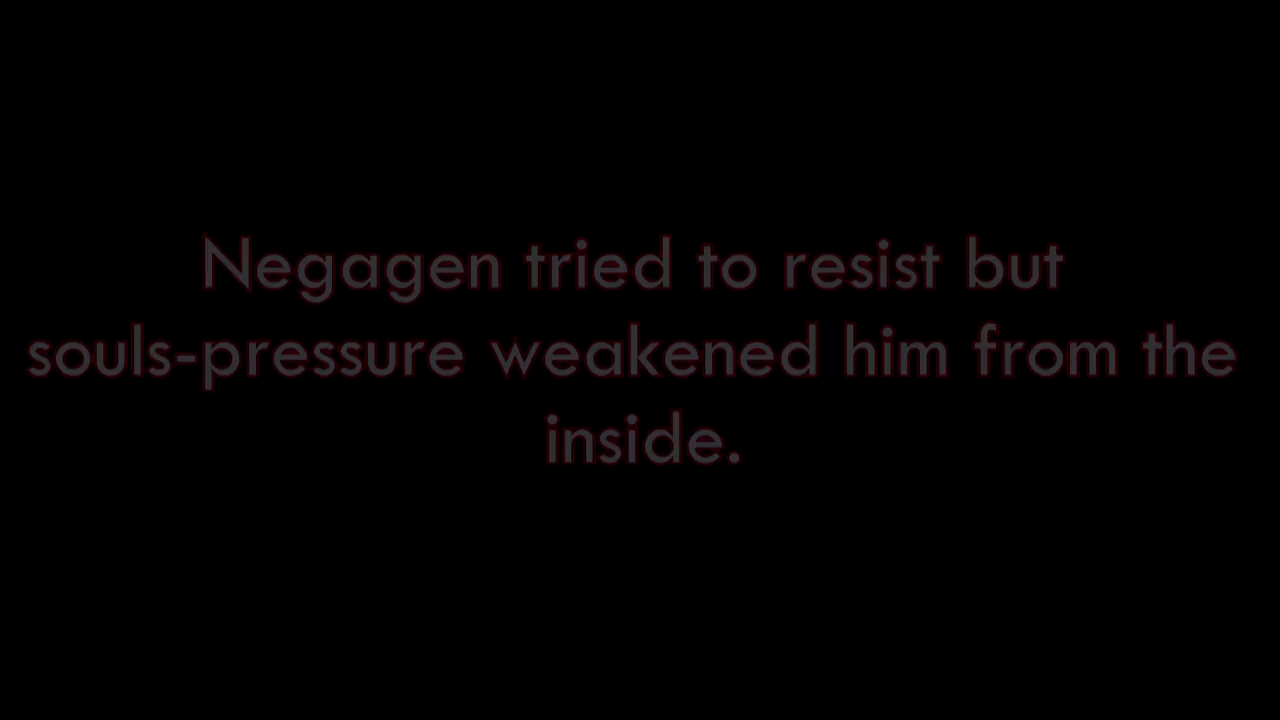 Negagen tried to resist but
souls-pressure weakened him from the
inside.